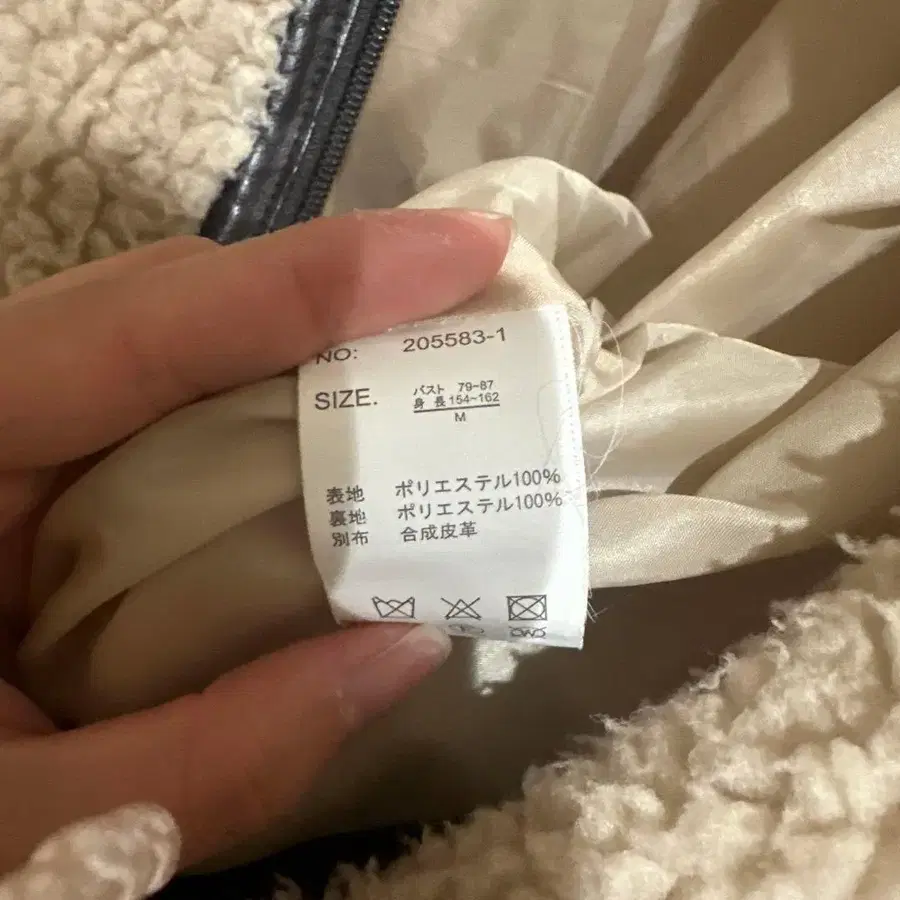 NO: 205583-1
SIZE. バスト 79~87
身長 154~162
M
表地 ポリエステル100%
裏地 ポリエステル100%
別布 合成皮革